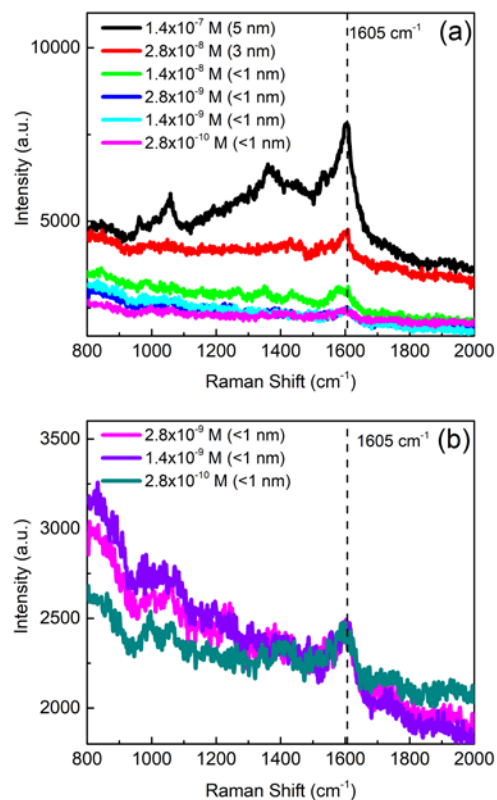 (a)
1605 cm⁻¹
1.4x10⁻⁷ M (5 nm)
2.8x10⁻⁸ M (3 nm)
1.4x10⁻⁸ M (<1 nm)
2.8x10⁻⁹ M (<1 nm)
1.4x10⁻⁹ M (<1 nm)
2.8x10⁻¹⁰ M (<1 nm)
10000
5000
Intensity (a.u.)
800 1000 1200 1400 1600 1800 2000
Raman Shift (cm⁻¹)
(b)
1605 cm⁻¹
2.8x10⁻⁹ M (<1 nm)
1.4x10⁻⁹ M (<1 nm)
2.8x10⁻¹⁰ M (<1 nm)
3500
3000
2500
2000
Intensity (a.u.)
800 1000 1200 1400 1600 1800 2000
Raman Shift (cm⁻¹)